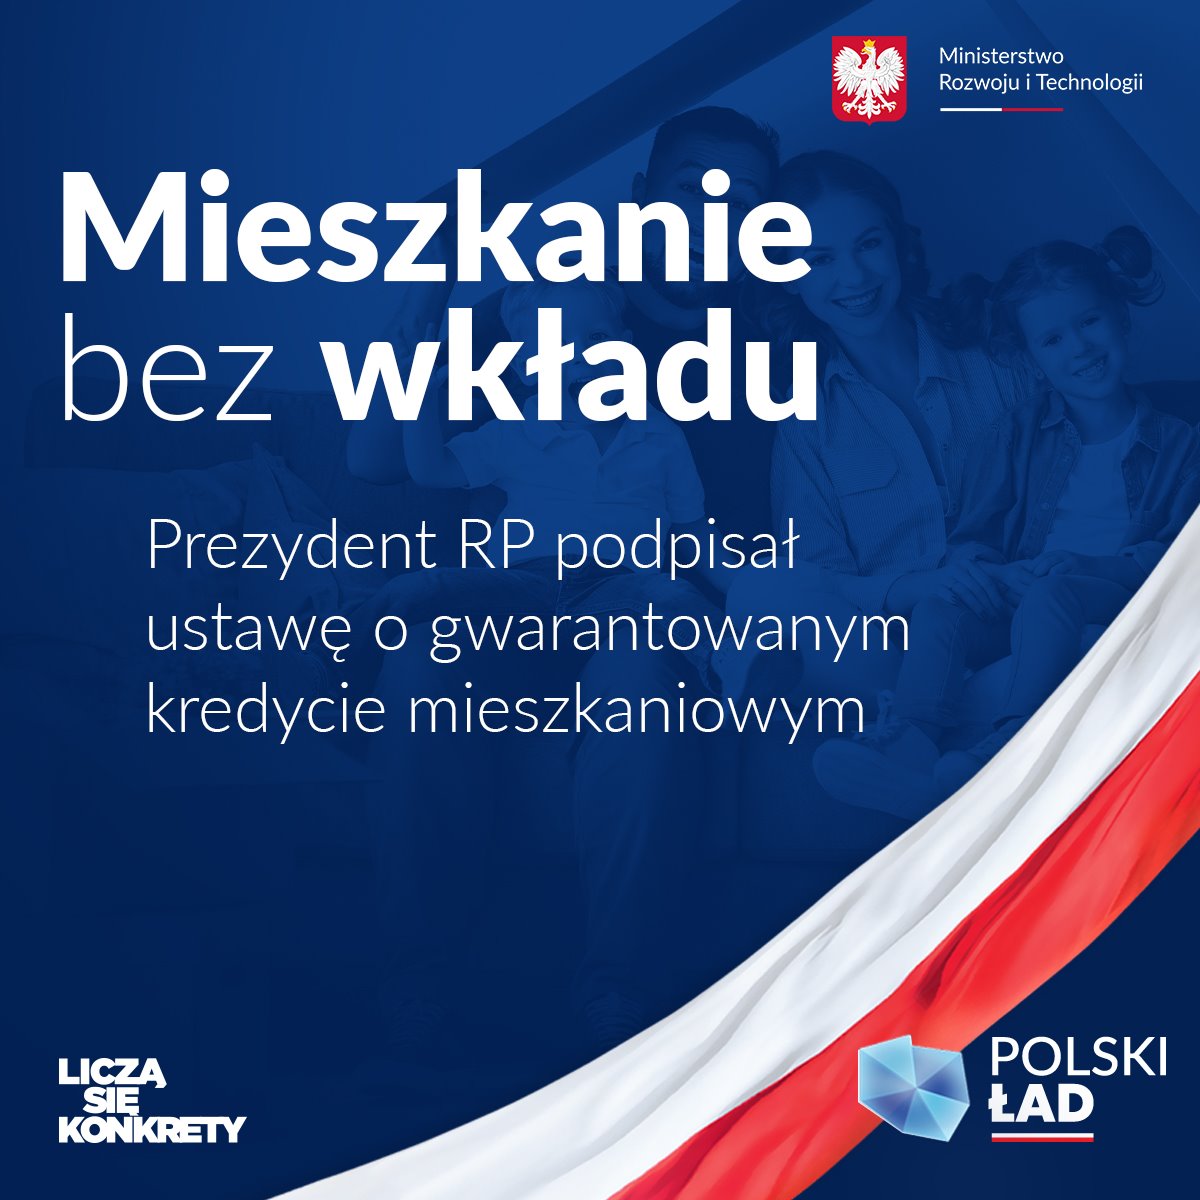 Ministerstwo
Rozwoju i Technologii
Mieszkanie
bez wkładu
Prezydent RP podpisał
ustawę o gwarantowanym
kredycie mieszkaniowym
LICZĄ
SIĘ
KONKRETY
POLSKI
ŁAD